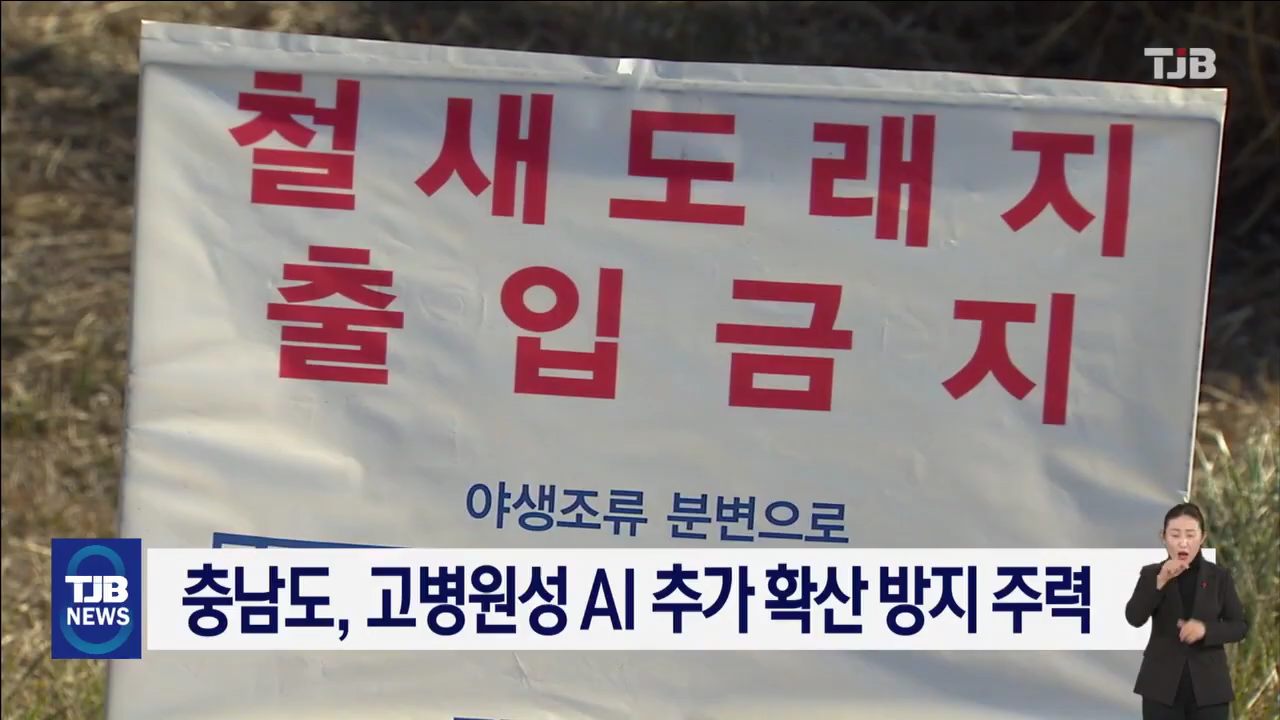 TJB
철새도래지
출입금지
야생조류 분변으로
TJB
NEWS
충남도, 고병원성 AI 추가 확산 방지 주력